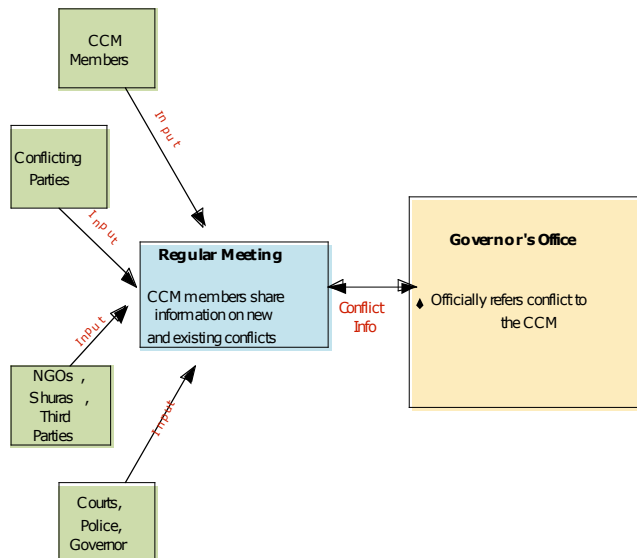 CCM
Members
Input
Conflicting
Parties
Input
Regular Meeting
CCM members share
information on new
and existing conflicts
Conflict
Info
Governor's Office
♦ Officially refers conflict to
the CCM
InPut
NGOs ,
Shuras ,
Third
Parties
Input
Courts,
Police,
Governor